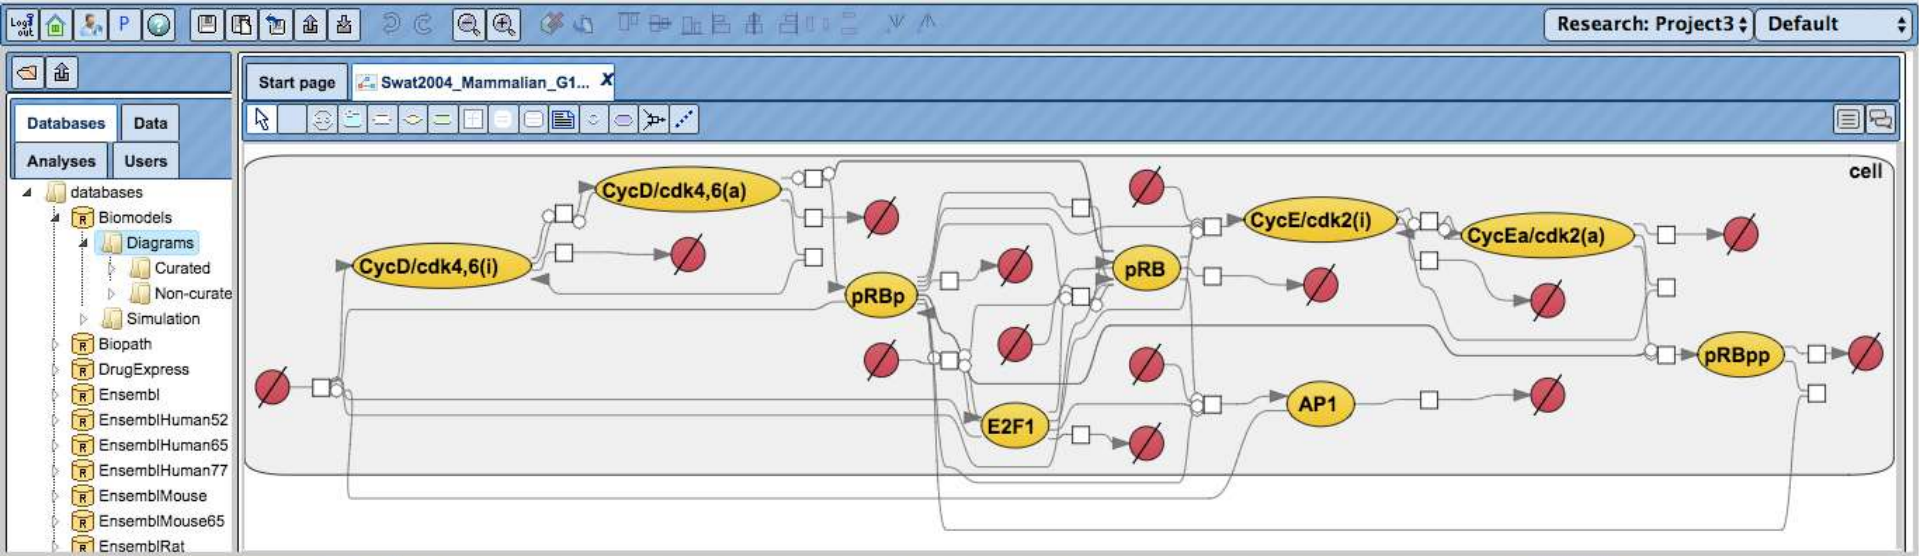 Log
out
P
?
Research: Project3
Default
Start page
Swat2004_Mammalian_G1...
X
Databases
Data
Analyses
Users
databases
R Biomodels
Diagrams
Curated
Non-curate
Simulation
R Biopath
R DrugExpress
R Ensembl
R EnsemblHuman52
R EnsemblHuman65
R EnsemblHuman77
R EnsemblMouse
R EnsemblMouse65
R EnsemblRat
cell
CycD/cdk4,6(a)
CycE/cdk2(i)
CycEa/cdk2(a)
CycD/cdk4,6(i)
pRB
pRBp
pRBpp
AP1
E2F1